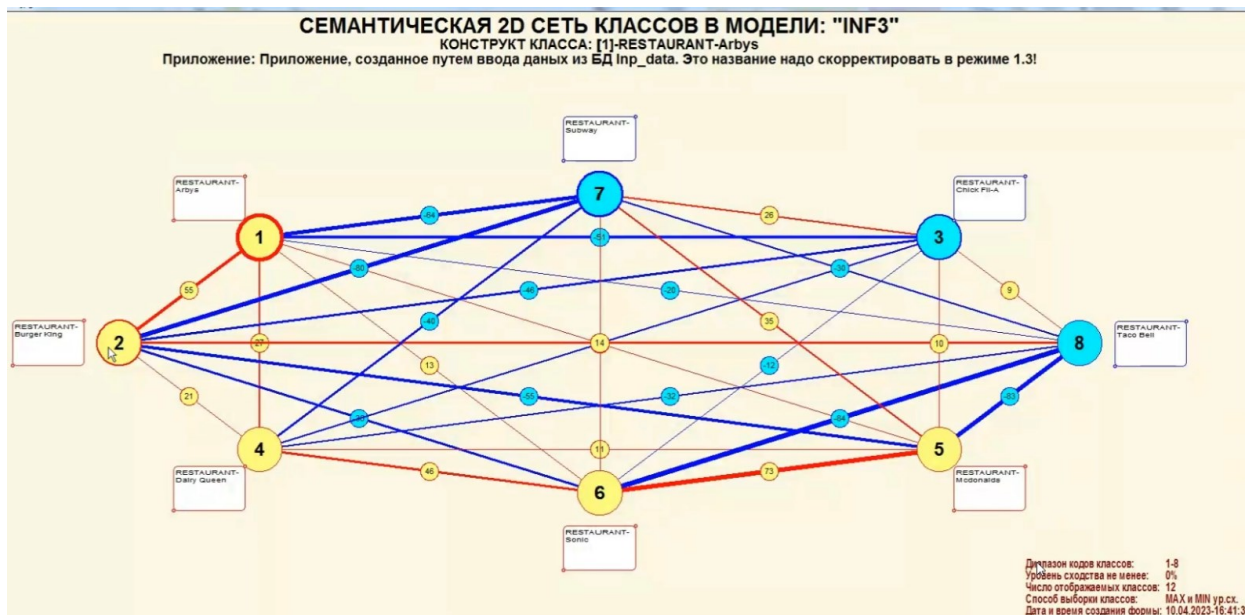 СЕМАНТИЧЕСКАЯ 2D СЕТЬ КЛАССОВ В МОДЕЛИ: "INF3"
КОНСТРУКТ КЛАССА: [1]-RESTAURANT-Arbys
Приложение: Приложение, созданное путем ввода даных из БД Inp_data. Это название надо скорректировать в режиме 1.3!
RESTAURANT-
Subway
RESTAURANT-
Arbys
RESTAURANT-
Chick Fil-A
7
-64
26
1
-51
3
-80
-30
55
-46
-20
9
RESTAURANT-
Burger King
2
-40
35
27
14
10
8
RESTAURANT-
Taco Bell
13
-12
21
-55
-32
-83
-84
4
11
5
RESTAURANT-
Dairy Queen
46
73
RESTAURANT-
Mcdonalds
6
RESTAURANT-
Sonic
Диапазон кодов классов: 1-8
Уровень сходства не менее: 0%
Число отображаемых классов: 12
Способ выборки классов: MAX и MIN ур.сх.
Дата и время создания формы: 10.04.2023-16:41:3